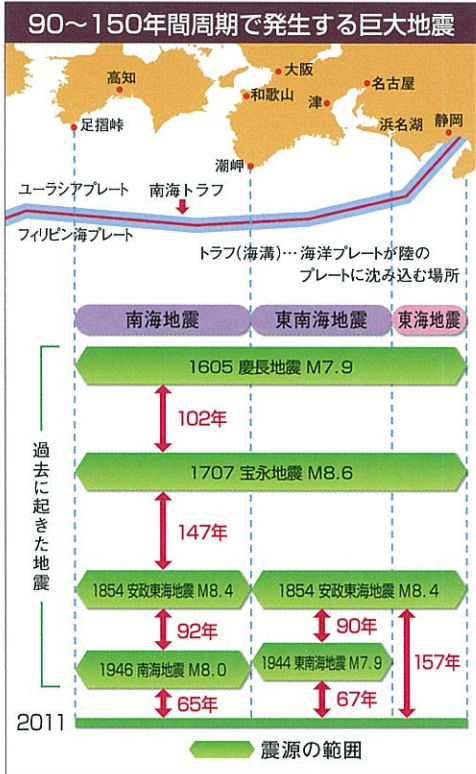 90～150年間周期で発生する巨大地震
大阪
高知
名古屋
和歌山
津
浜名湖
静岡
足摺峠
潮岬
ユーラシアプレート
南海トラフ
フィリピン海プレート
トラフ(海溝)…海洋プレートが陸の
プレートに沈み込む場所
南海地震
東南海地震
東海地震
過去に起きた地震
1605 慶長地震 M7.9
102年
1707 宝永地震 M8.6
147年
1854 安政東海地震 M8.4
1854 安政東海地震 M8.4
92年
90年
157年
1946 南海地震 M8.0
1944 東南海地震 M7.9
65年
67年
2011
震源の範囲